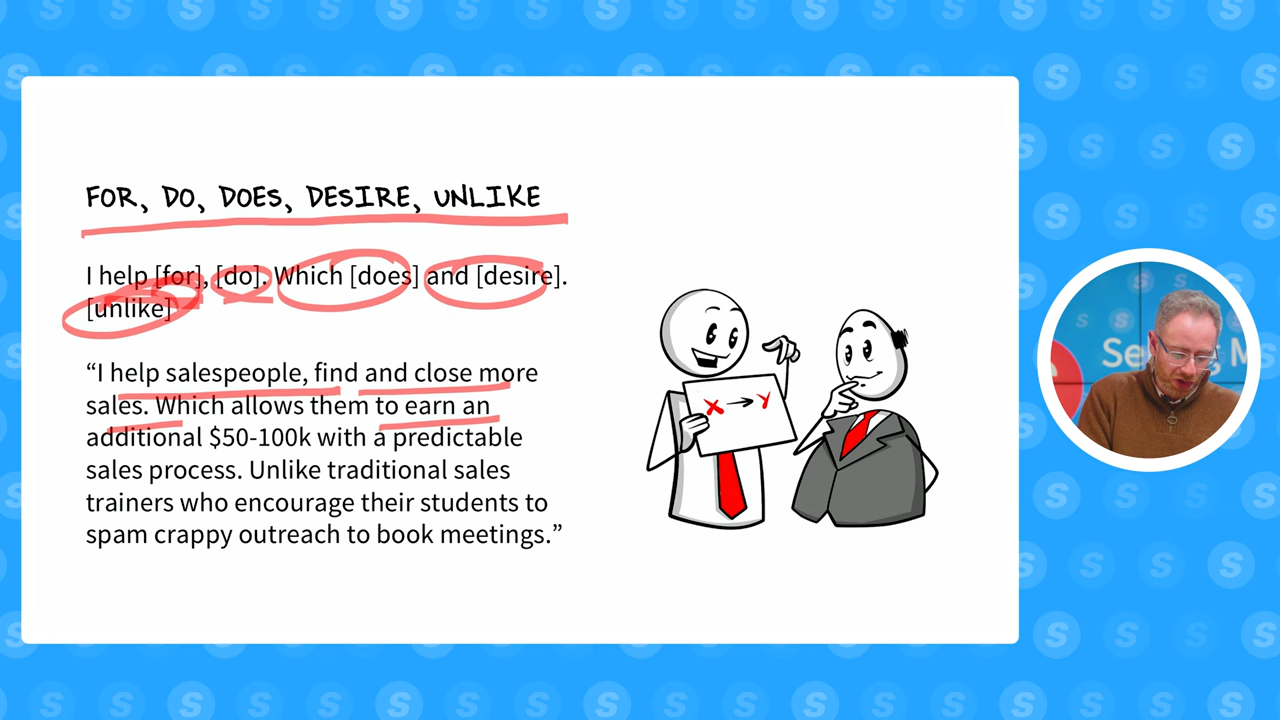 FOR, DO, DOES, DESIRE, UNLIKE
I help [for], [do]. Which [does] and [desire].
[unlike]
“I help salespeople, find and close more
sales. Which allows them to earn an
additional $50-100k with a predictable
sales process. Unlike traditional sales
trainers who encourage their students to
spam crappy outreach to book meetings.”
X → Y